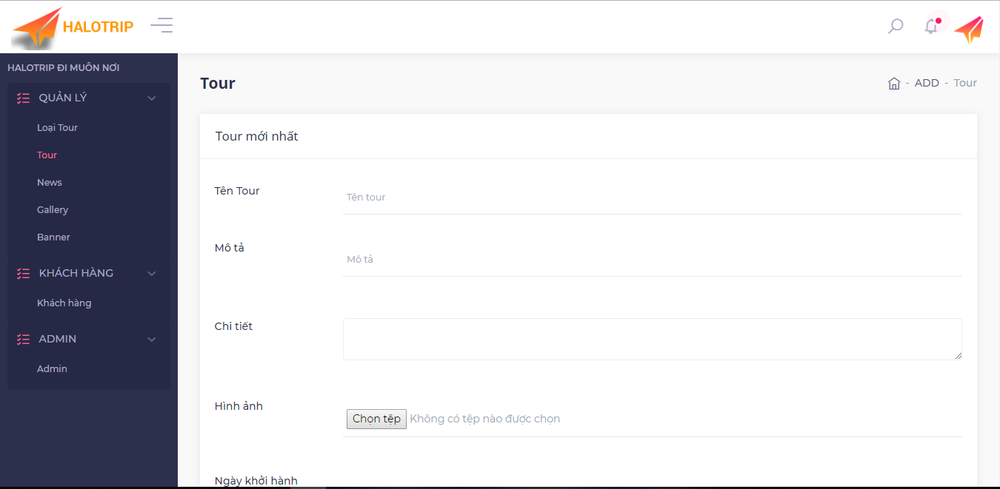 HALOTRIP
HALOTRIP ĐI MUÔN NƠI
QUẢN LÝ
Loại Tour
Tour
News
Gallery
Banner
KHÁCH HÀNG
Khách hàng
ADMIN
Admin
Tour
- ADD - Tour
Tour mới nhất
Tên Tour
Tên tour
Mô tả
Mô tả
Chi tiết
Hình ảnh
Chọn tệp Không có tệp nào được chọn
Ngày khởi hành